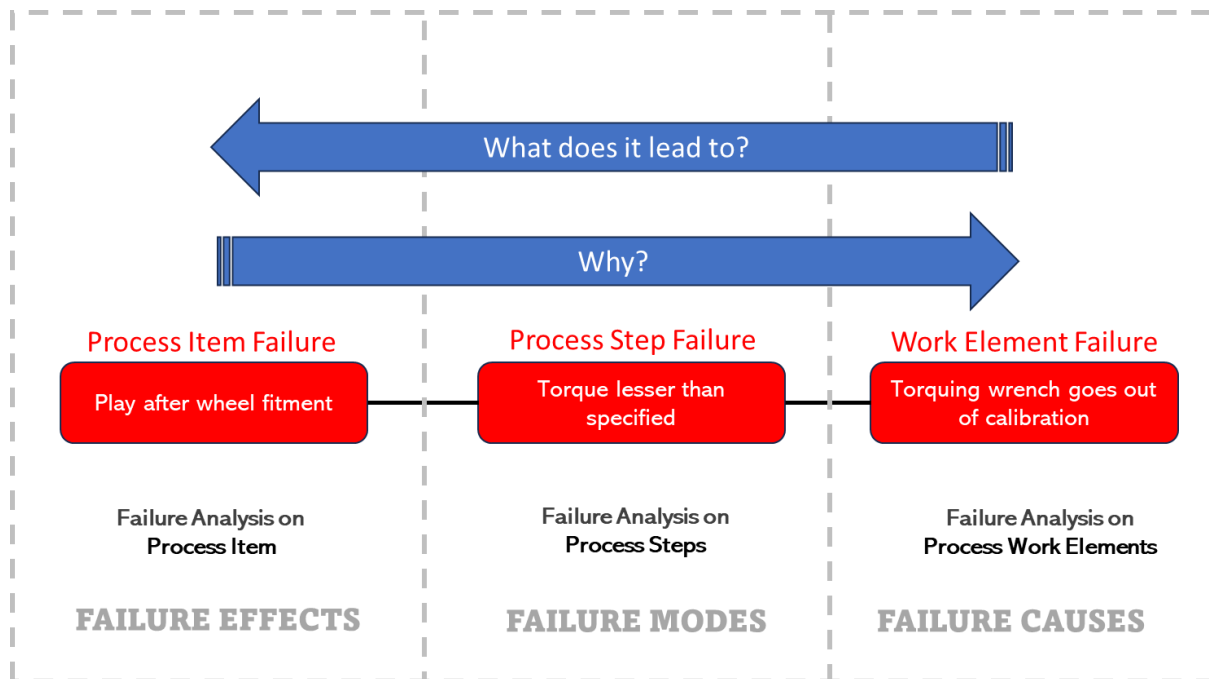 What does it lead to?
Why?
Process Item Failure
Play after wheel fitment
Process Step Failure
Torque lesser than
specified
Work Element Failure
Torquing wrench goes out
of calibration
Failure Analysis on
Process Item
Failure Analysis on
Process Steps
Failure Analysis on
Process Work Elements
FAILURE EFFECTS
FAILURE MODES
FAILURE CAUSES